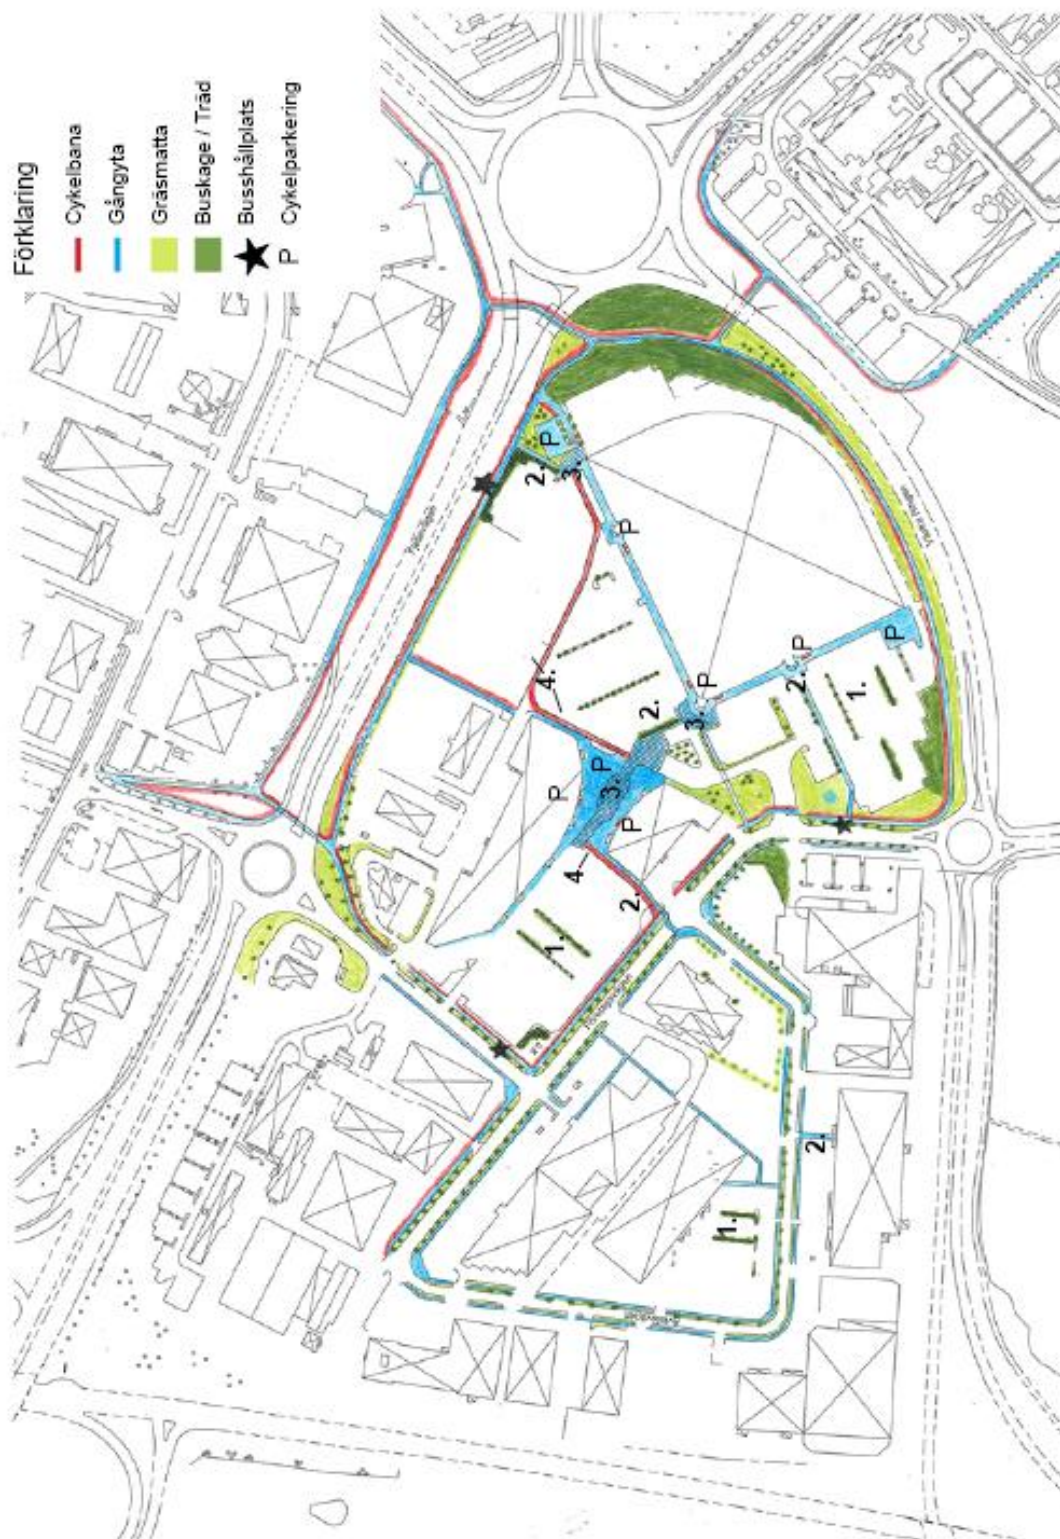 Förklaring
Cykelbana
Gångyta
Gräsmatta
Buskage / Träd
Busshållplats
P Cykelparkering
P
2.
3.
P
4.
2.
P
3.
P
3.
P
P
4.
2.
1.
2.
P
1.
P
1.
2.